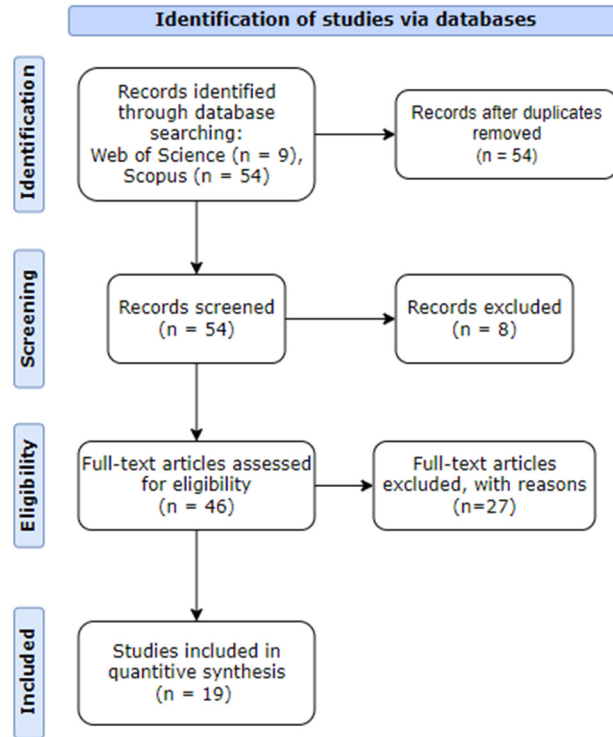 Identification of studies via databases
Identification
Records identified
through database
searching:
Web of Science (n = 9),
Scopus (n = 54)
Records after duplicates
removed
(n = 54)
Screening
Records screened
(n = 54)
Records excluded
(n = 8)
Eligibility
Full-text articles assessed
for eligibility
(n = 46)
Full-text articles
excluded, with reasons
(n=27)
Included
Studies included in
quantitive synthesis
(n = 19)